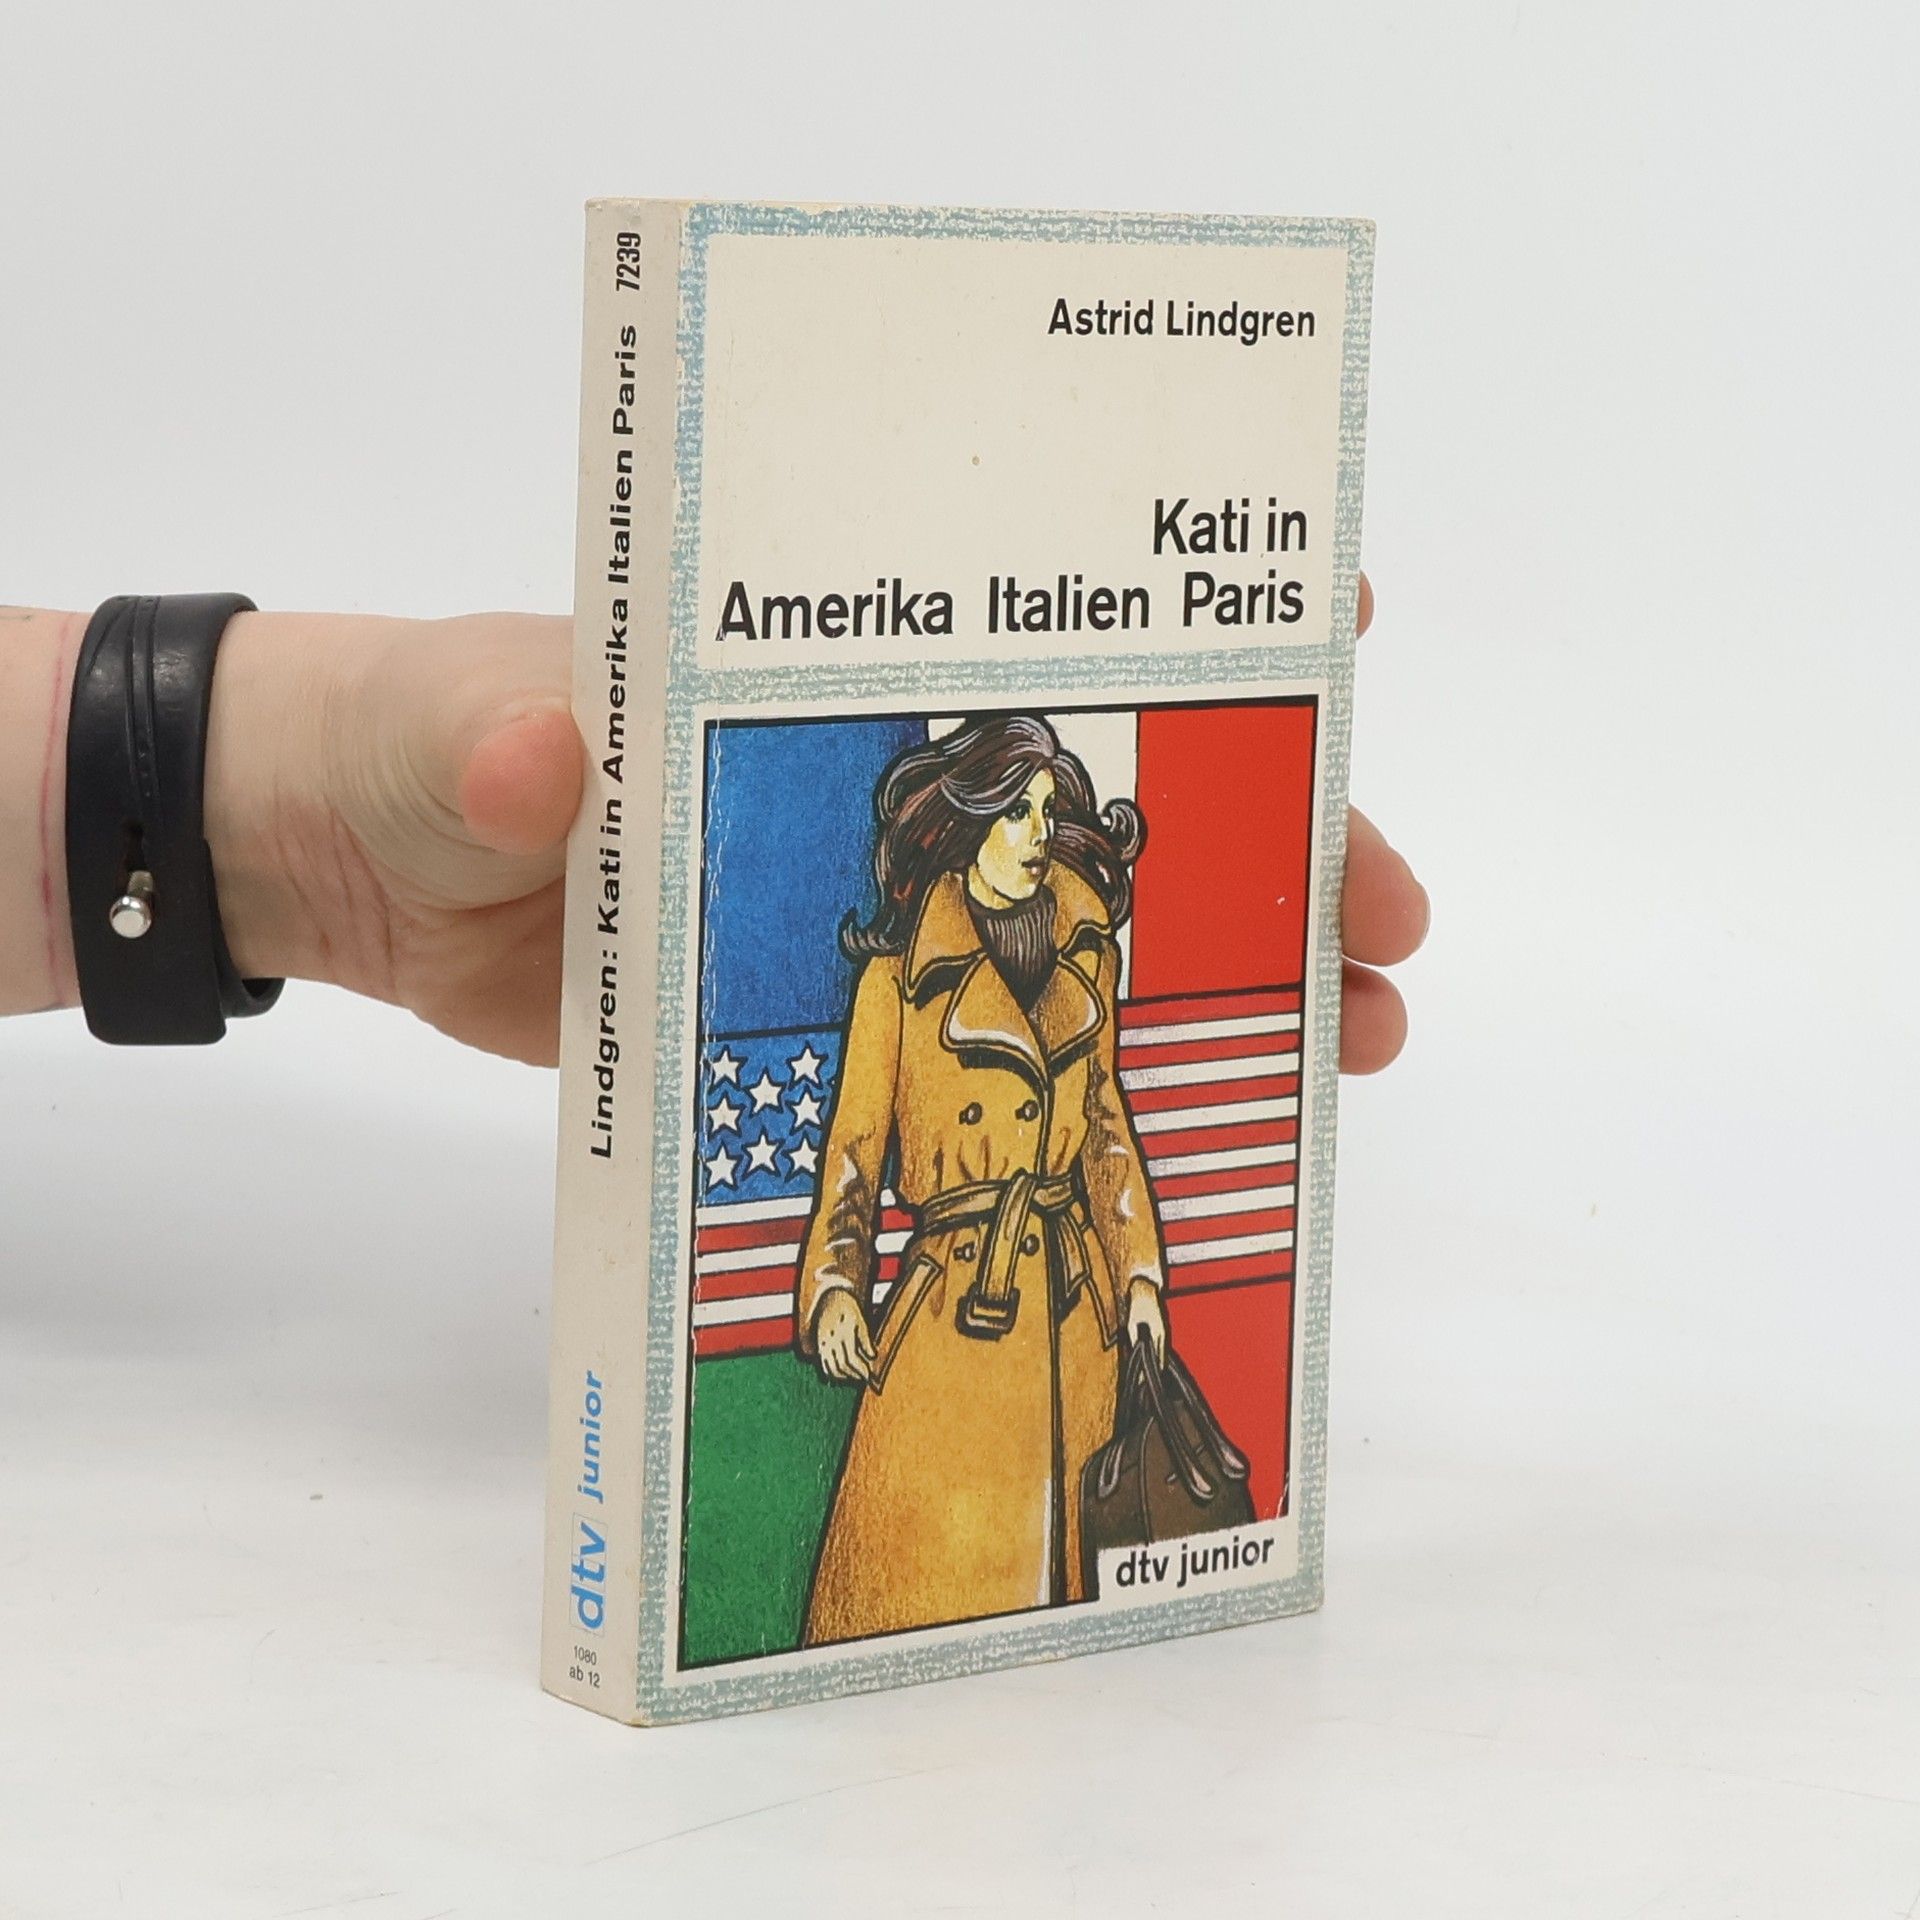 Lindgren: Kati in Amerika Italien Paris 7239
dtv junior
1080
ab 12
Astrid Lindgren
Kati in
Amerika Italien Paris
dtv junior